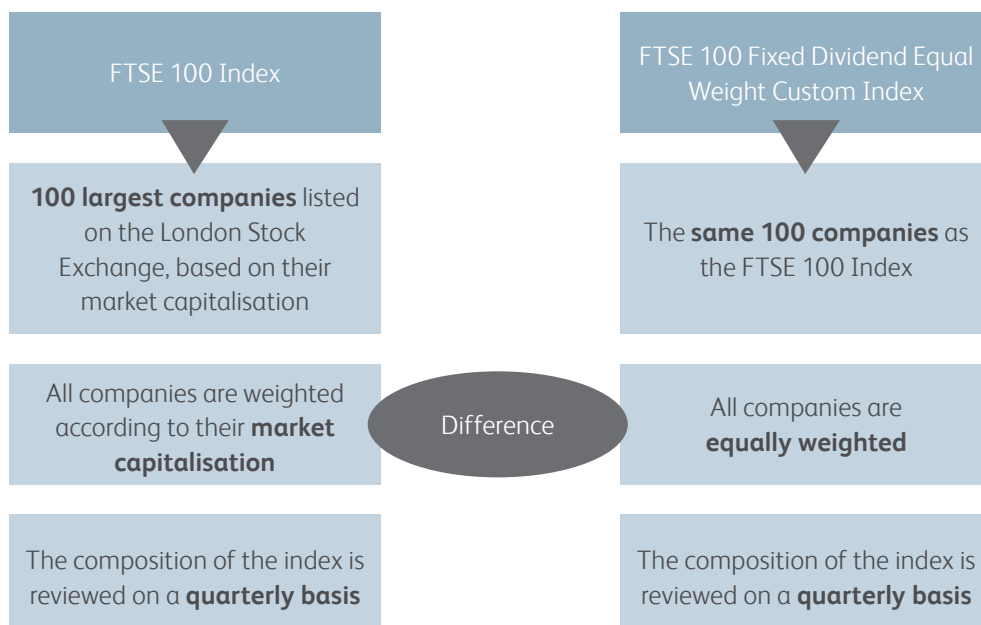 FTSE 100 Index
100 largest companies listed
on the London Stock
Exchange, based on their
market capitalisation
All companies are weighted
according to their market
capitalisation
The composition of the index is
reviewed on a quarterly basis
Difference
FTSE 100 Fixed Dividend Equal
Weight Custom Index
The same 100 companies as
the FTSE 100 Index
All companies are
equally weighted
The composition of the index is
reviewed on a quarterly basis